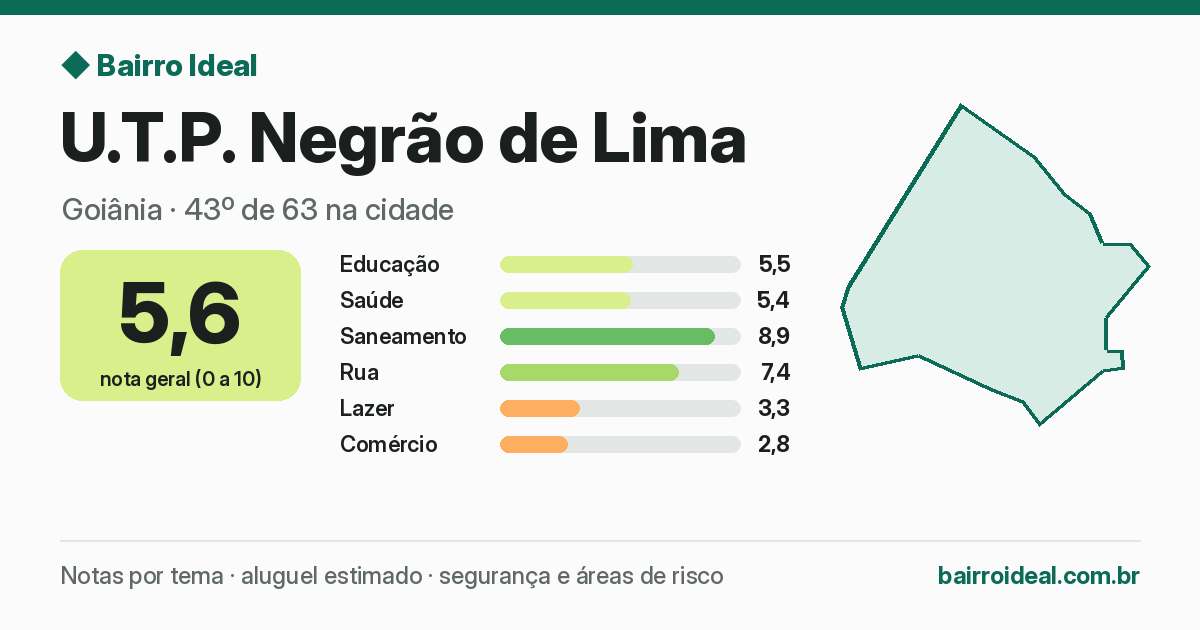 Bairro Ideal
U.T.P. Negrão de Lima
Goiânia · 43º de 63 na cidade
5,6
nota geral (0 a 10)
Educação 5,5
Saúde 5,4
Saneamento 8,9
Rua 7,4
Lazer 3,3
Comércio 2,8
Notas por tema · aluguel estimado · segurança e áreas de risco
bairroideal.com.br